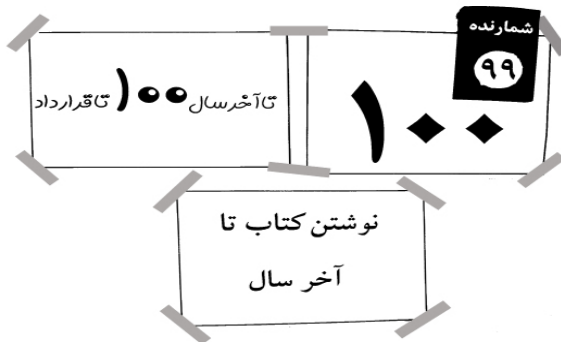 شمارنده
۹۹
۱۰۰
تا آخر سال ۱۰۰ تا قرارداد
نوشتن کتاب تا
آخر سال